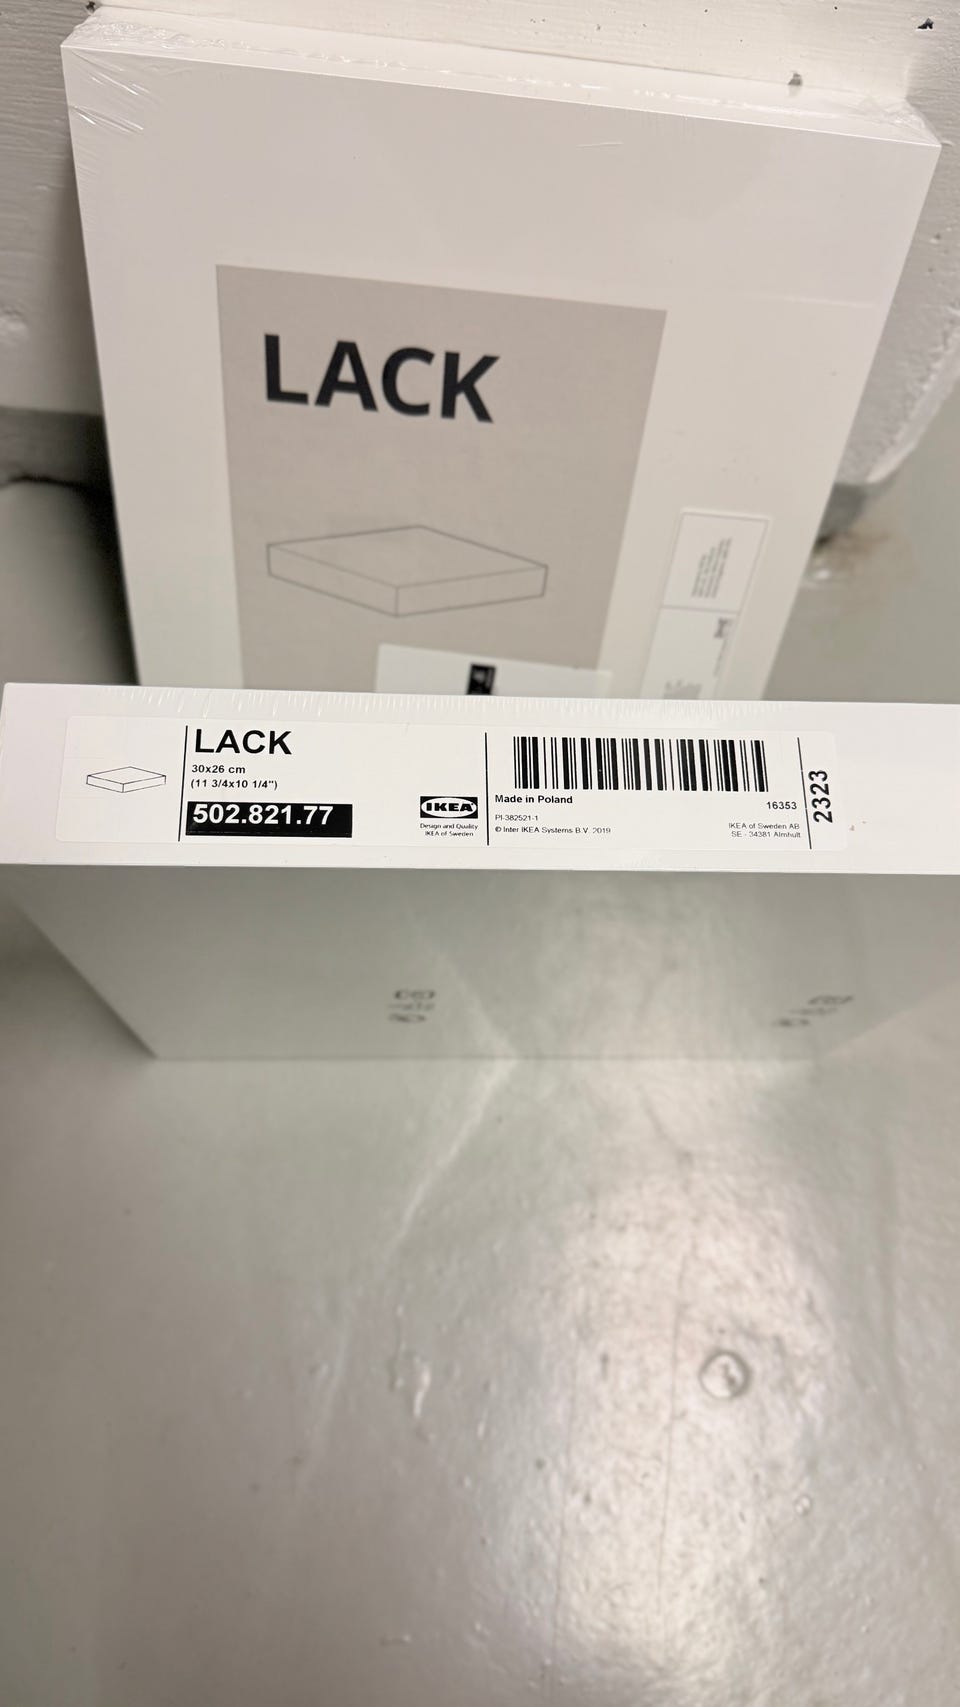 LACK
LACK
30x26 cm
(11 3/4x10 1/4")
502.821.77
IKEA
Design and Quality
IKEA of Sweden
Made in Poland
PI-382521-1
© Inter IKEA Systems B.V. 2019
16353
IKEA of Sweden AB
SE - 34381 Älmhult
2323